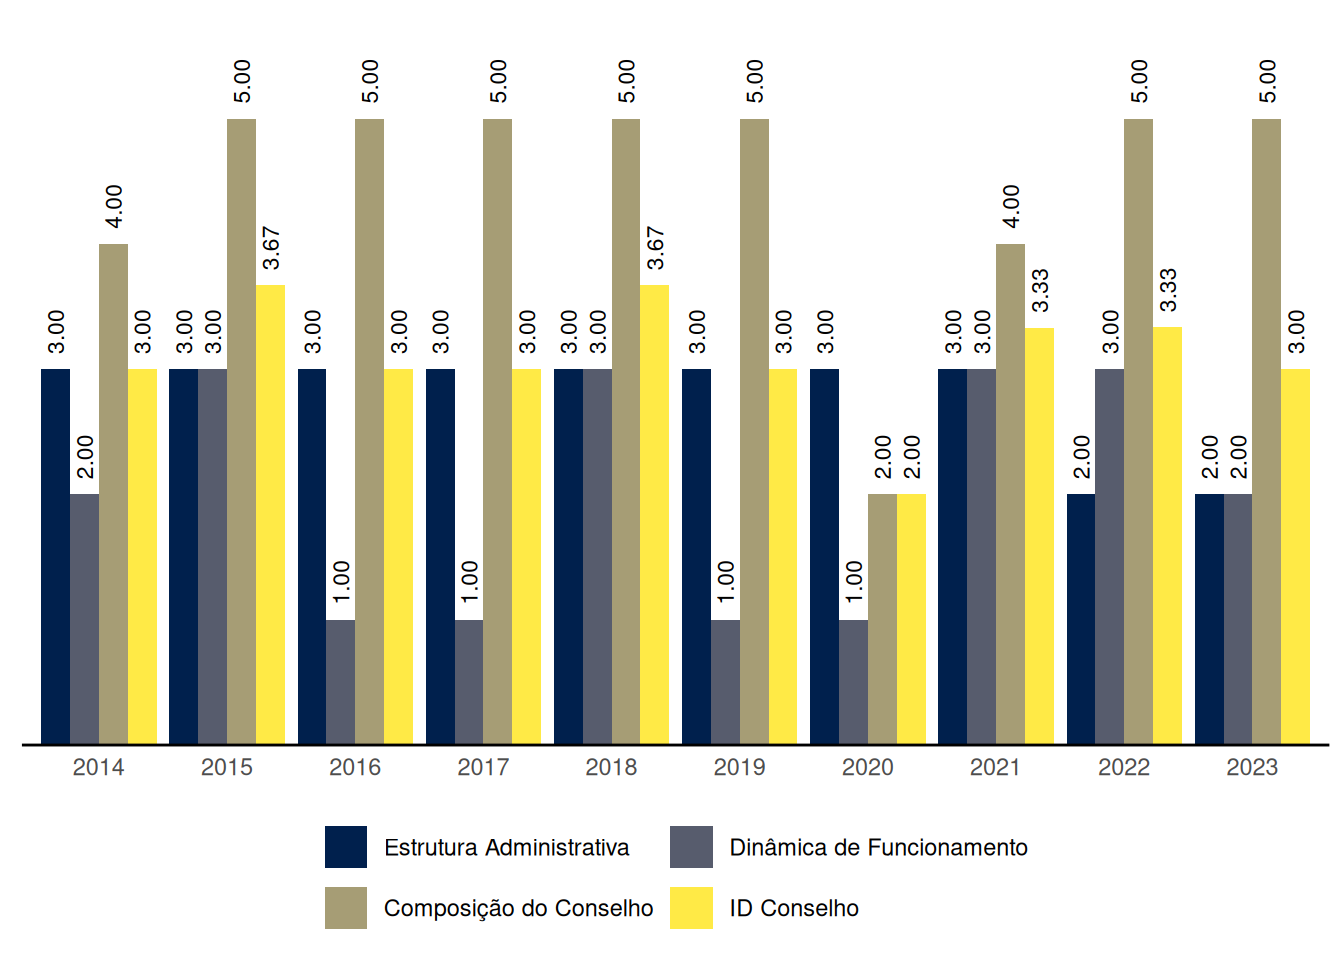 3.00 2.00 4.00 3.00
3.00 3.00 5.00 3.67
3.00 1.00 5.00 3.00
3.00 1.00 5.00 3.00
3.00 3.00 5.00 3.67
3.00 1.00 5.00 3.00
3.00 1.00 2.00 2.00
3.00 3.00 4.00 3.33
2.00 3.00 5.00 3.33
2.00 2.00 5.00 3.00
2014 2015 2016 2017 2018 2019 2020 2021 2022 2023
Estrutura Administrativa Dinâmica de Funcionamento
Composição do Conselho ID Conselho